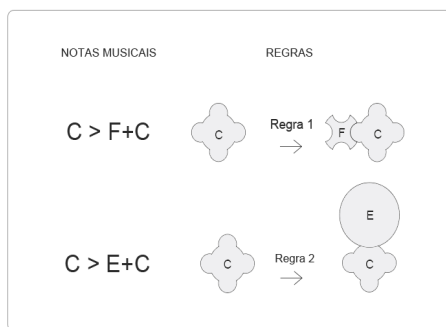 NOTAS MUSICAIS REGRAS
C > F+C C Regra 1 F C
E
C > E+C C Regra 2 C